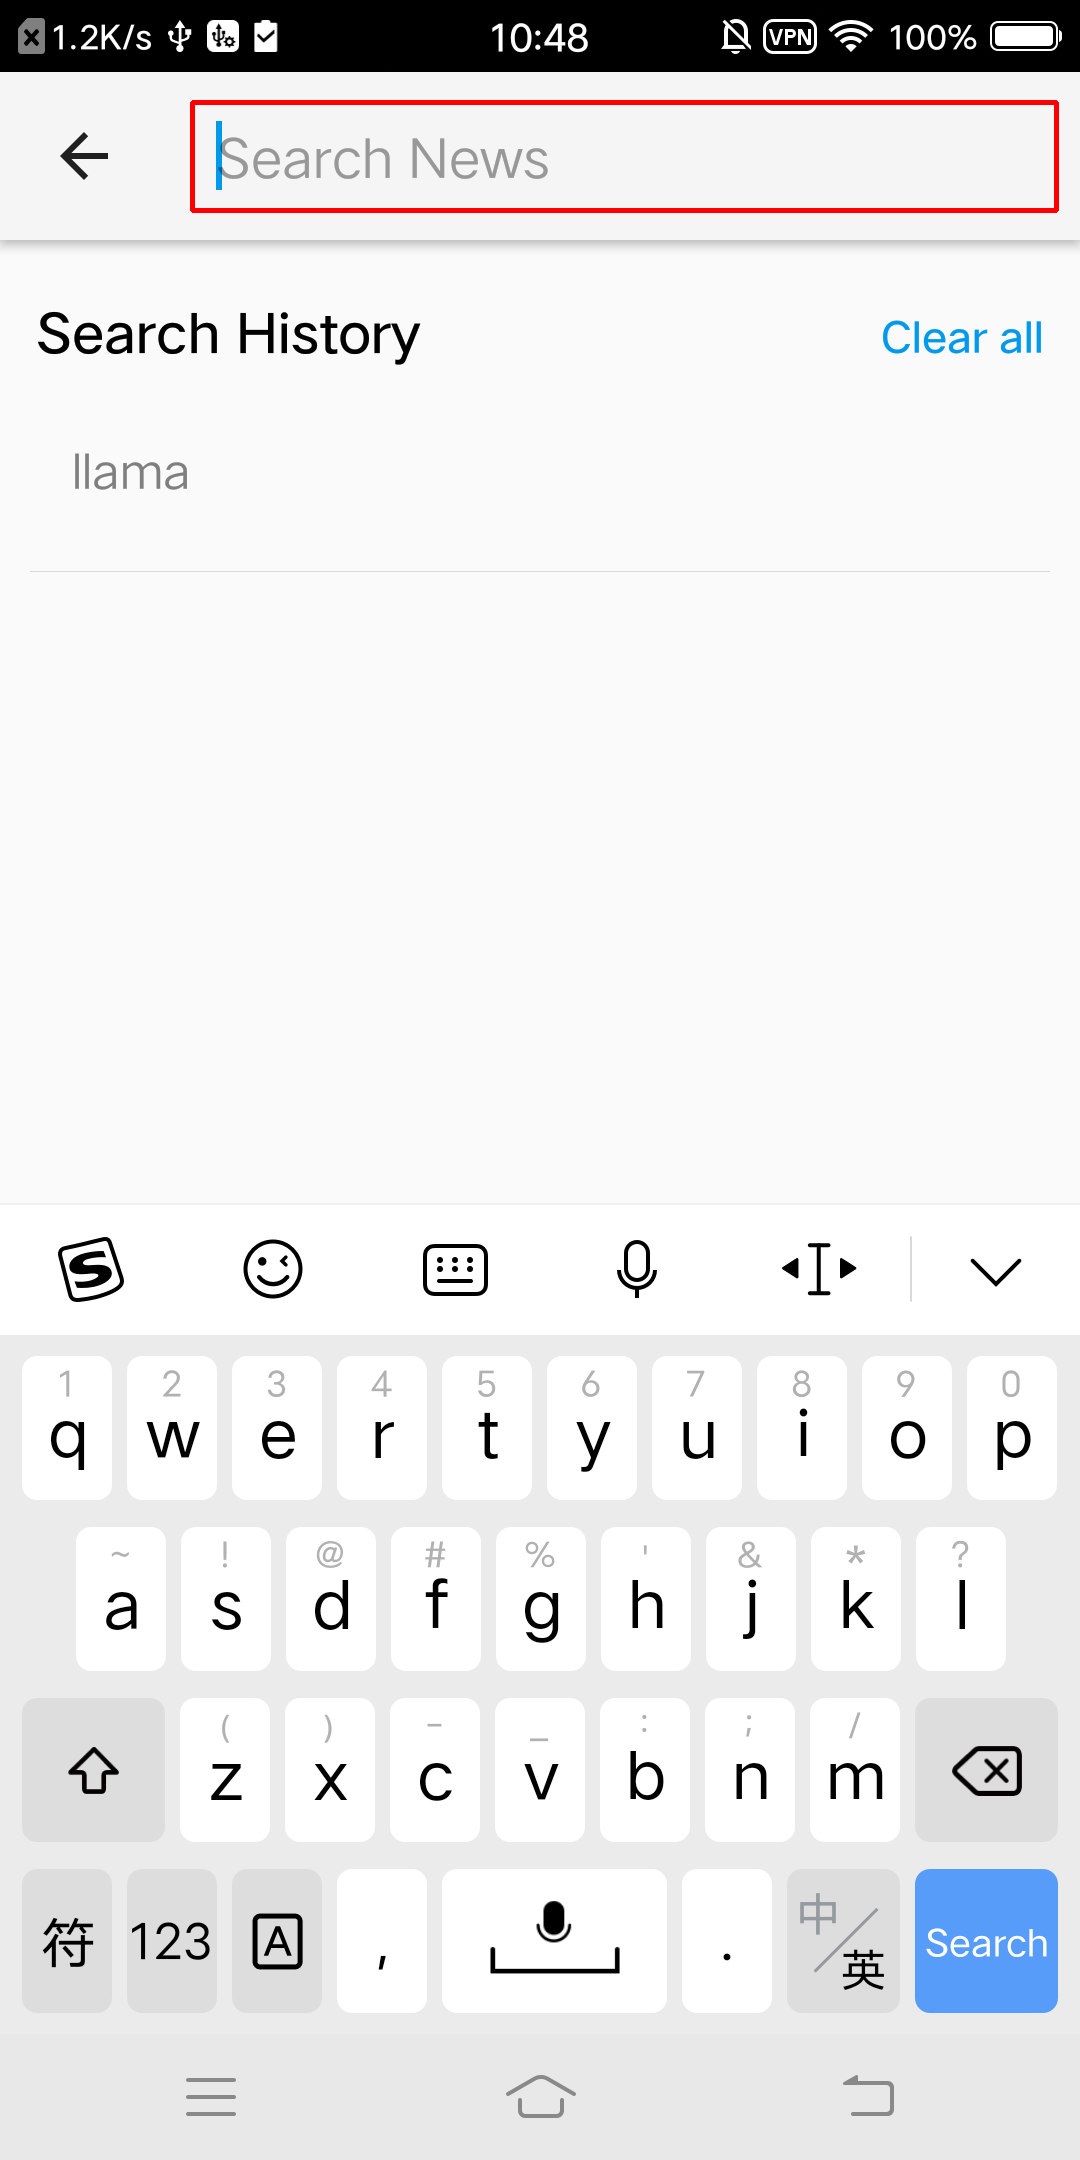 1.2K/s 10:48 VPN 100%
Search News
Search History Clear all
llama
1 2 3 4 5 6 7 8 9 0
q w e r t y u i o p
~ ! @ # % ' & * ?
a s d f g h j k l
( ) - _ : ; /
z x c v b n m
符 123 A , . 中/英 Search